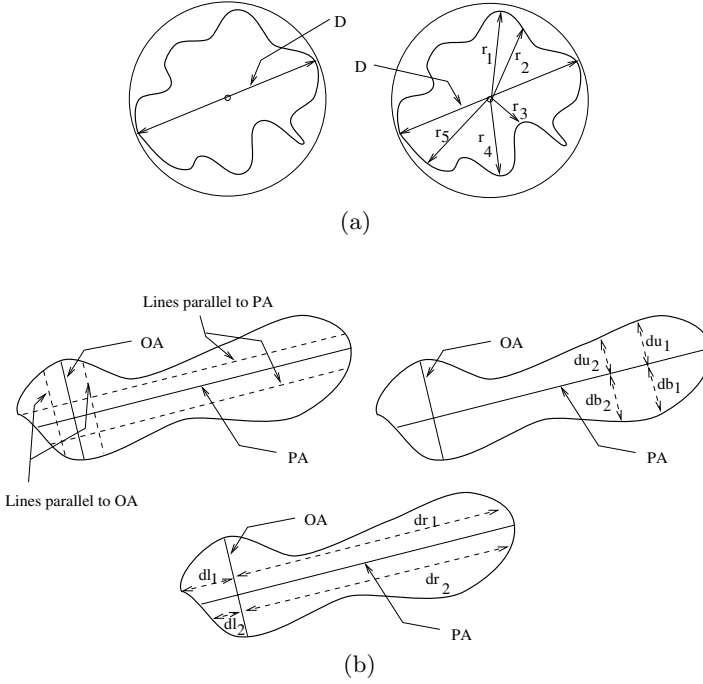 D
D
r1
r2
r3
r4
r5
(a)
Lines parallel to PA
OA
PA
Lines parallel to OA
OA
du1
du2
db1
db2
PA
OA
dr1
dl1
dr2
dl2
PA
(b)